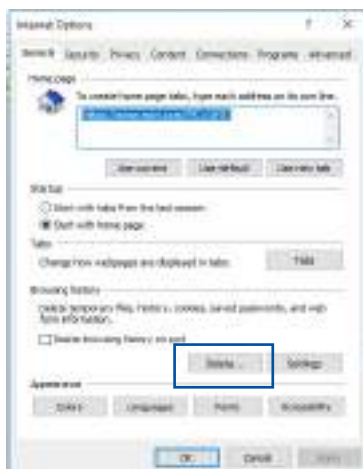 Internet Options
? X
General Security Privacy Content Connections Programs Advanced
Home page
To create home page tabs, type each address on its own line.
Use current Use default Use new tab
Startup
Start with tabs from the last session
Start with home page
Tabs
Change how webpages are displayed in tabs. Tabs
Browsing history
Delete temporary files, history, cookies, saved passwords, and web
form information.
Delete browsing history on exit
Delete... Settings
Appearance
Colors Languages Fonts Accessibility
OK Cancel Apply